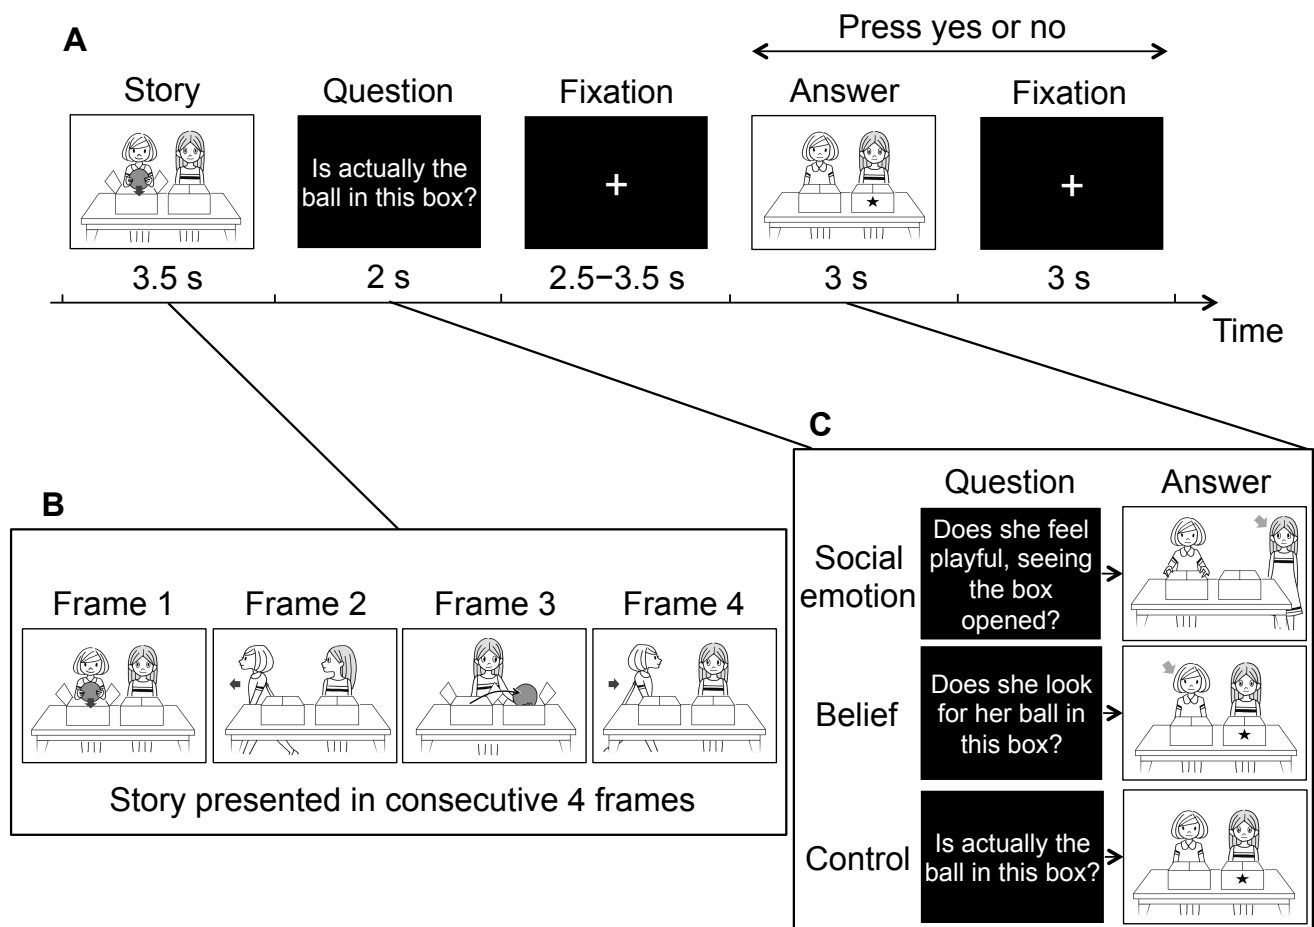 A
Press yes or no
Story
Question
Fixation
Answer
Fixation
Is actually the
ball in this box?
+
+
3.5 s
2 s
2.5−3.5 s
3 s
3 s
Time
B
Frame 1
Frame 2
Frame 3
Frame 4
Story presented in consecutive 4 frames
C
Question
Answer
Social
emotion
Does she feel
playful, seeing
the box
opened?
Belief
Does she look
for her ball in
this box?
Control
Is actually the
ball in this box?